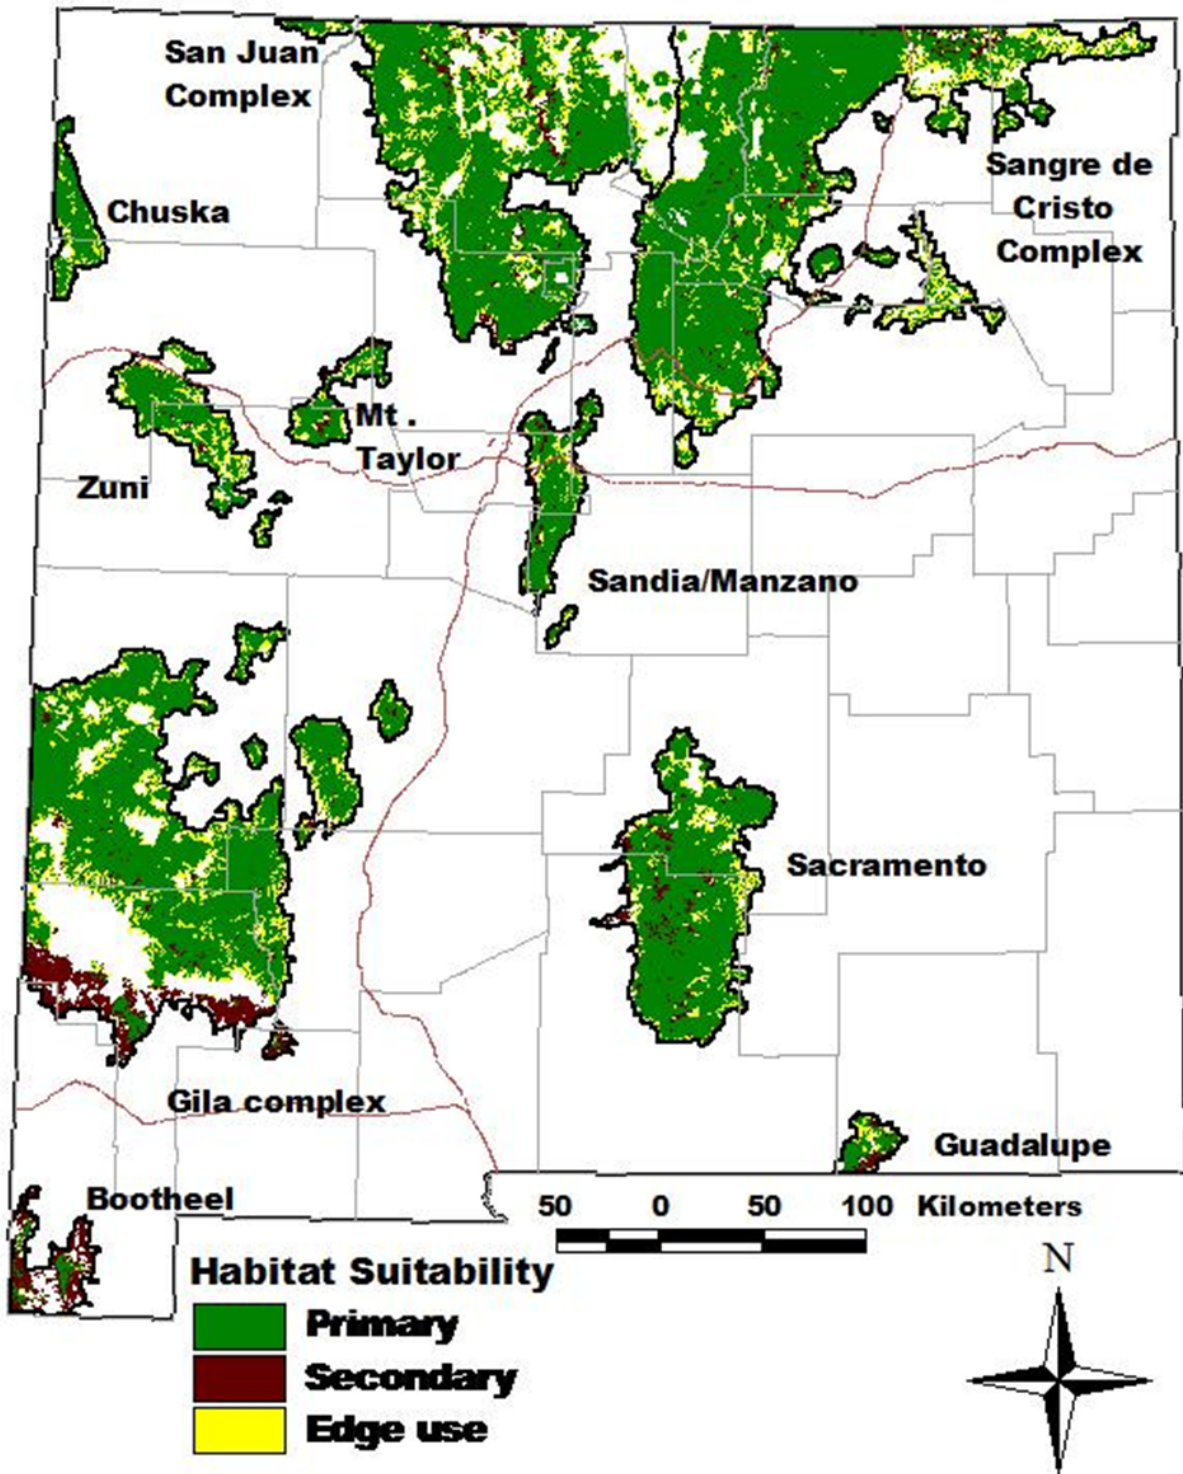 San Juan
Complex
Sangre de
Cristo
Complex
Chuska
Mt .
Taylor
Zuni
Sandia/Manzano
Sacramento
Gila complex
Guadalupe
Bootheel
50 0 50 100 Kilometers
N
Habitat Suitability
Primary
Secondary
Edge use